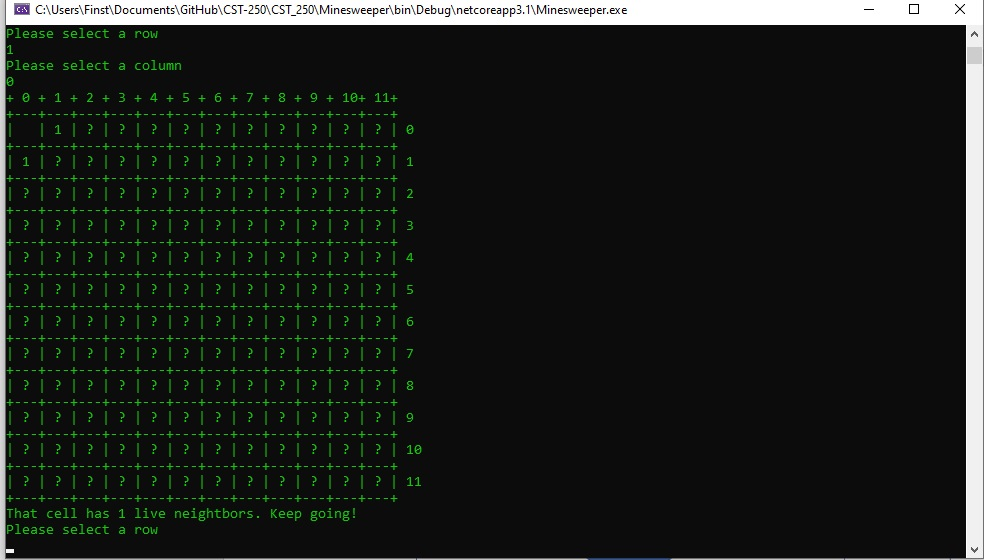 C:\Users\Finst\Documents\GitHub\CST-250\CST_250\Minesweeper\bin\Debug\netcoreapp3.1\Minesweeper.exe
Please select a row
1
Please select a column
0
+ 0 + 1 + 2 + 3 + 4 + 5 + 6 + 7 + 8 + 9 + 10+ 11+
+---+---+---+---+---+---+---+---+---+---+---+---+
|   | 1 | ? | ? | ? | ? | ? | ? | ? | ? | ? | ? | 0
+---+---+---+---+---+---+---+---+---+---+---+---+
| 1 | ? | ? | ? | ? | ? | ? | ? | ? | ? | ? | ? | 1
+---+---+---+---+---+---+---+---+---+---+---+---+
| ? | ? | ? | ? | ? | ? | ? | ? | ? | ? | ? | ? | 2
+---+---+---+---+---+---+---+---+---+---+---+---+
| ? | ? | ? | ? | ? | ? | ? | ? | ? | ? | ? | ? | 3
+---+---+---+---+---+---+---+---+---+---+---+---+
| ? | ? | ? | ? | ? | ? | ? | ? | ? | ? | ? | ? | 4
+---+---+---+---+---+---+---+---+---+---+---+---+
| ? | ? | ? | ? | ? | ? | ? | ? | ? | ? | ? | ? | 5
+---+---+---+---+---+---+---+---+---+---+---+---+
| ? | ? | ? | ? | ? | ? | ? | ? | ? | ? | ? | ? | 6
+---+---+---+---+---+---+---+---+---+---+---+---+
| ? | ? | ? | ? | ? | ? | ? | ? | ? | ? | ? | ? | 7
+---+---+---+---+---+---+---+---+---+---+---+---+
| ? | ? | ? | ? | ? | ? | ? | ? | ? | ? | ? | ? | 8
+---+---+---+---+---+---+---+---+---+---+---+---+
| ? | ? | ? | ? | ? | ? | ? | ? | ? | ? | ? | ? | 9
+---+---+---+---+---+---+---+---+---+---+---+---+
| ? | ? | ? | ? | ? | ? | ? | ? | ? | ? | ? | ? | 10
+---+---+---+---+---+---+---+---+---+---+---+---+
| ? | ? | ? | ? | ? | ? | ? | ? | ? | ? | ? | ? | 11
+---+---+---+---+---+---+---+---+---+---+---+---+
That cell has 1 live neightbors. Keep going!
Please select a row